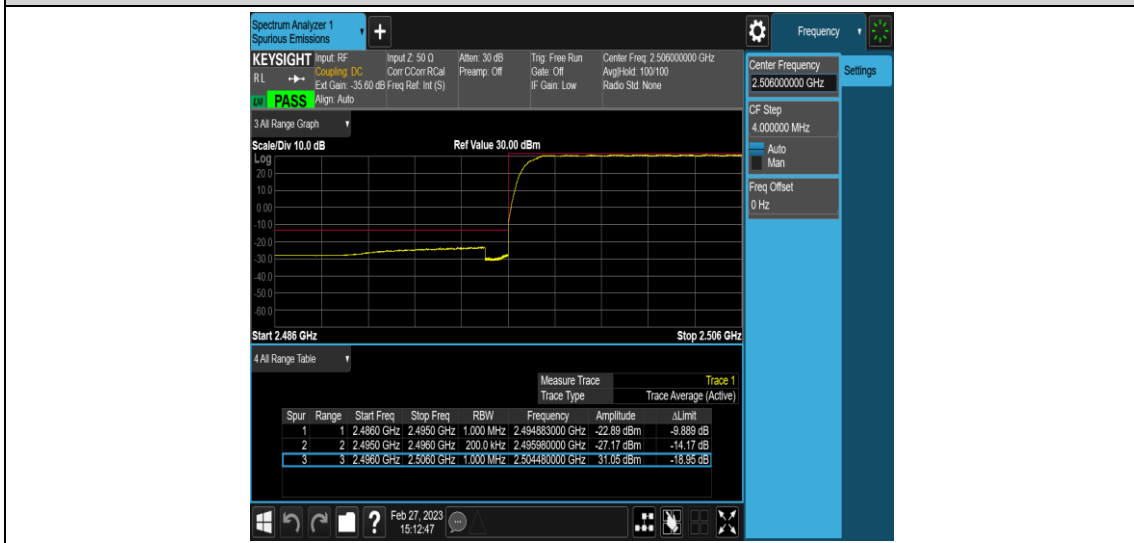 Spectrum Analyzer 1
Spurious Emissions
+
Frequency
KEYSIGHT Input: RF Input Z: 50 Ω Atten: 30 dB Trig: Free Run Center Freq: 2.506000000 GHz
RL Coupling: DC Corr CCorr RCal Preamp: Off Gate: Off Avg|Hold: 100/100
Ext Gain: -35.60 dB Freq Ref: Int (S) IF Gain: Low Radio Std: None
PASS Align: Auto
Center Frequency
2.506000000 GHz
Settings
CF Step
4.000000 MHz
Auto
Man
Freq Offset
0 Hz
3 All Range Graph
Scale/Div 10.0 dB Ref Value 30.00 dBm
Log
20.0
10.0
0.00
-10.0
-20.0
-30.0
-40.0
-50.0
-60.0
Start 2.486 GHz Stop 2.506 GHz
4 All Range Table
Measure Trace Trace 1
Trace Type Trace Average (Active)
Spur Range Start Freq Stop Freq RBW Frequency Amplitude ΔLimit
1 1 2.4860 GHz 2.4950 GHz 1.000 MHz 2.494883000 GHz -22.89 dBm -9.889 dB
2 2 2.4950 GHz 2.4960 GHz 200.0 kHz 2.495980000 GHz -27.17 dBm -14.17 dB
3 3 2.4960 GHz 2.5060 GHz 1.000 MHz 2.504480000 GHz 31.05 dBm -18.95 dB
? Feb 27, 2023
15:12:47